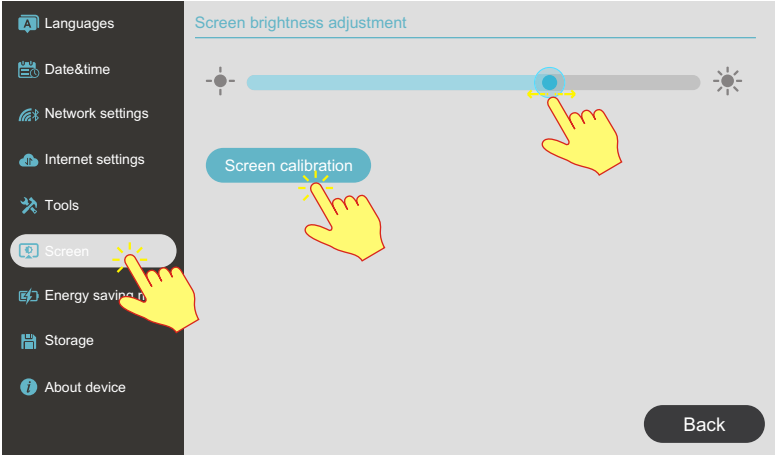 Languages
Date&time
Network settings
Internet settings
Tools
Screen
Energy saving
Storage
About device
Screen brightness adjustment
Screen calibration
Back